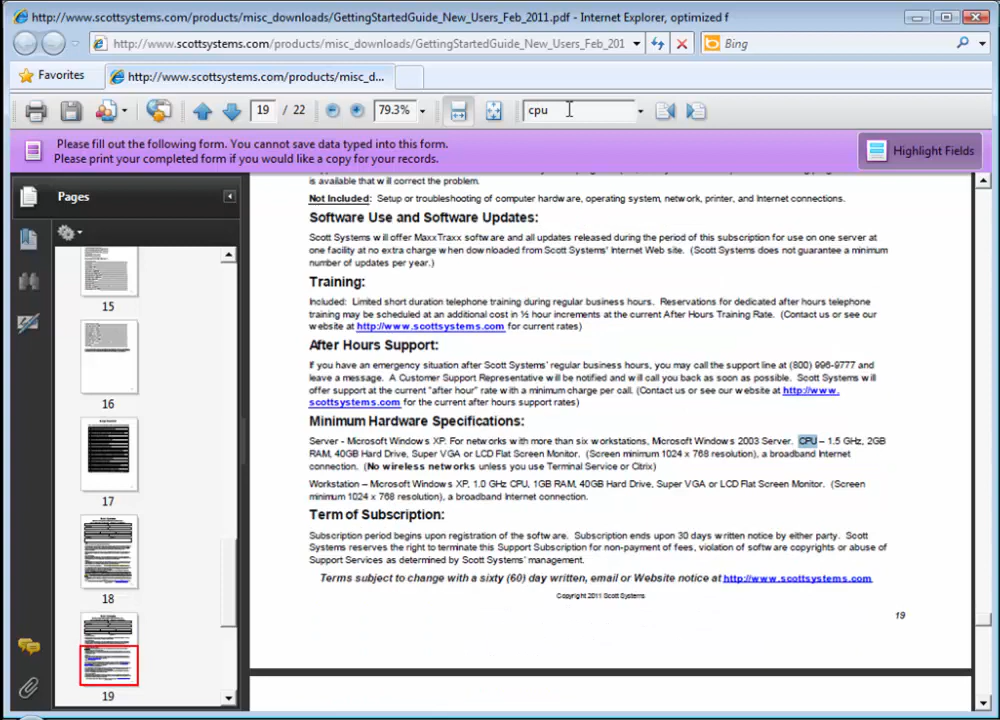 http://www.scottsystems.com/products/misc_downloads/GettingStartedGuide_New_Users_Feb_2011.pdf - Internet Explorer, optimized f
http://www.scottsystems.com/products/misc_downloads/GettingStartedGuide_New_Users_Feb_201
Bing
Favorites
http://www.scottsystems.com/products/misc_d...
19 / 22
79.3%
cpu
Please fill out the following form. You cannot save data typed into this form.
Please print your completed form if you would like a copy for your records.
Highlight Fields
Pages
15
16
17
18
19
is available that will correct the problem.
Not Included: Setup or troubleshooting of computer hardware, operating system, network, printer, and Internet connections.
Software Use and Software Updates:
Scott Systems will offer MaxxTraxx software and all updates released during the period of this subscription for use on one server at
one facility at no extra charge when downloaded from Scott Systems' Internet Web site. (Scott Systems does not guarantee a minimum
number of updates per year.)
Training:
Included: Limited short duration telephone training during regular business hours. Reservations for dedicated after hours telephone
training may be scheduled at an additional cost in ½ hour increments at the current After Hours Training Rate. (Contact us or see our
website at http://www.scottsystems.com for current rates)
After Hours Support:
If you have an emergency situation after Scott Systems' regular business hours, you may call the support line at (800) 996-9777 and
leave a message. A Customer Support Representative will be notified and will call you back as soon as possible. Scott Systems will
offer support at the current "after hour" rate with a minimum charge per call. (Contact us or see our website at http://www.
scottsystems.com for the current after hours support rates)
Minimum Hardware Specifications:
Server - Microsoft Windows XP. For networks with more than six workstations, Microsoft Windows 2003 Server. CPU – 1.5 GHz, 2GB
RAM, 40GB Hard Drive, Super VGA or LCD Flat Screen Monitor. (Screen minimum 1024 x 768 resolution), a broadband Internet
connection. (No wireless networks unless you use Terminal Service or Citrix)
Workstation – Microsoft Windows XP, 1.0 GHz CPU, 1GB RAM, 40GB Hard Drive, Super VGA or LCD Flat Screen Monitor. (Screen
minimum 1024 x 768 resolution), a broadband Internet connection.
Term of Subscription:
Subscription period begins upon registration of the software. Subscription ends upon 30 days written notice by either party. Scott
Systems reserves the right to terminate this Support Subscription for non-payment of fees, violation of software copyrights or abuse of
Support Services as determined by Scott Systems' management.
Terms subject to change with a sixty (60) day written, email or Website notice at http://www.scottsystems.com
Copyright 2011 Scott Systems
19